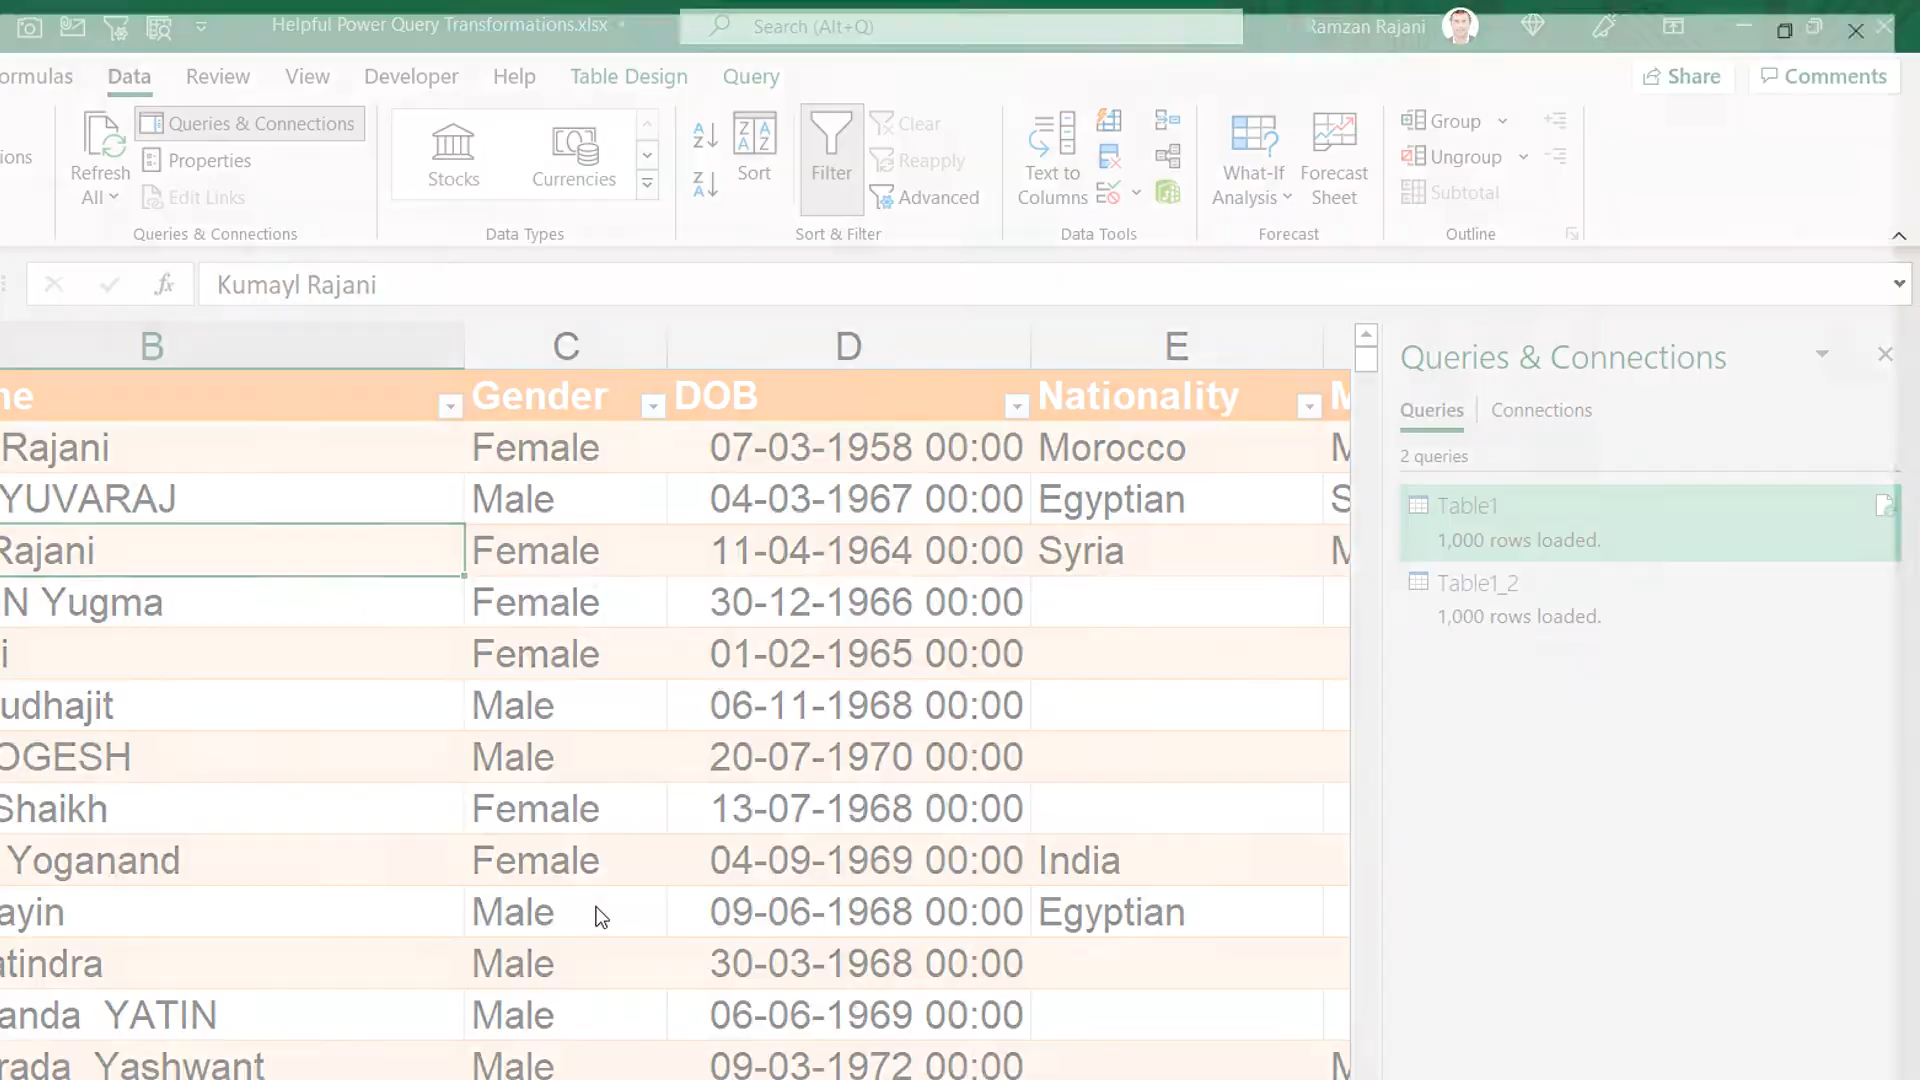 Helpful Power Query Transformations.xlsx
Search (Alt+Q)
Ramzan Rajani
ormulas Data Review View Developer Help Table Design Query
Share Comments
ions
Refresh All
Queries & Connections
Properties
Edit Links
Queries & Connections
Stocks
Currencies
Data Types
Sort
Filter
Clear
Reapply
Advanced
Sort & Filter
Text to Columns
Data Tools
What-If Analysis
Forecast Sheet
Forecast
Group
Ungroup
Subtotal
Outline
fx Kumayl Rajani
B C D E
ne Gender DOB Nationality M
Rajani Female 07-03-1958 00:00 Morocco M
YUVARAJ Male 04-03-1967 00:00 Egyptian S
Rajani Female 11-04-1964 00:00 Syria M
N Yugma Female 30-12-1966 00:00
i Female 01-02-1965 00:00
udhajit Male 06-11-1968 00:00
OGESH Male 20-07-1970 00:00
Shaikh Female 13-07-1968 00:00
Yoganand Female 04-09-1969 00:00 India
ayin Male 09-06-1968 00:00 Egyptian
atindra Male 30-03-1968 00:00
anda YATIN Male 06-06-1969 00:00
rada Yashwant Male 09-03-1972 00:00 M
Queries & Connections
Queries Connections
2 queries
Table1
1,000 rows loaded.
Table1_2
1,000 rows loaded.